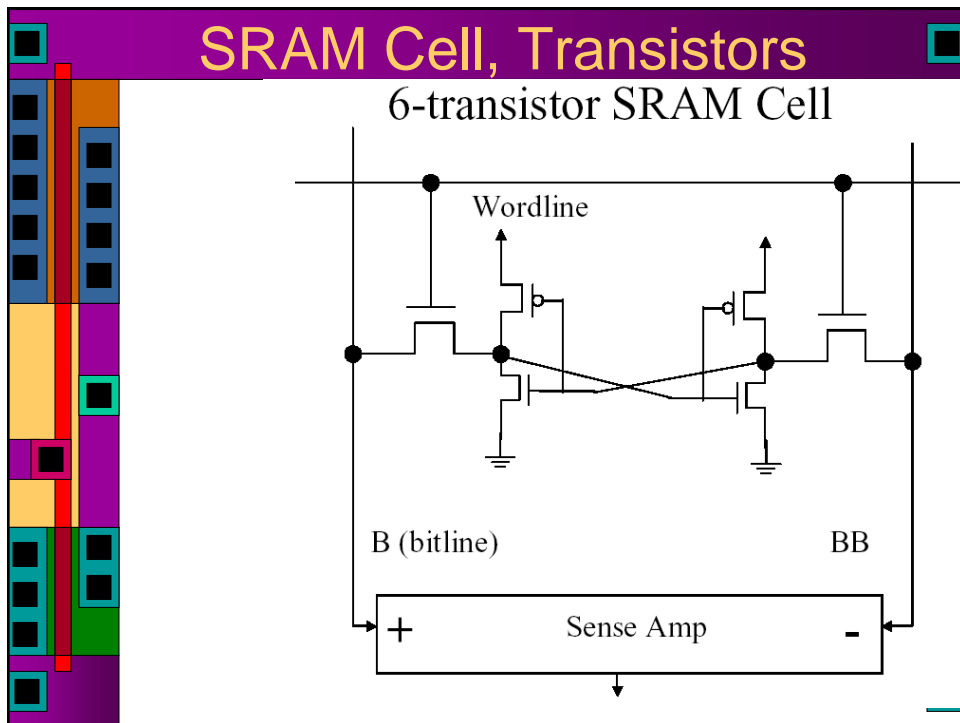 SRAM Cell, Transistors
6-transistor SRAM Cell
Wordline
B (bitline)
BB
+ Sense Amp -